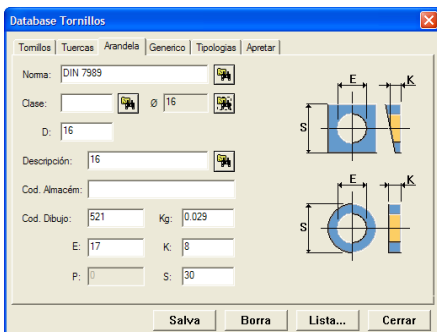 Database Tornillos
Tornillos Tuercas Arandela Generico Tipologias Apretar
Norma: DIN 7989
Clase: Ø 16
D: 16
Descripción: 16
Cod. Almacém:
Cod. Dibujo: 521 Kg: 0.029
E: 17 K: 8
P: 0 S: 30
E K
S
E K
S
Salva Borra Lista... Cerrar